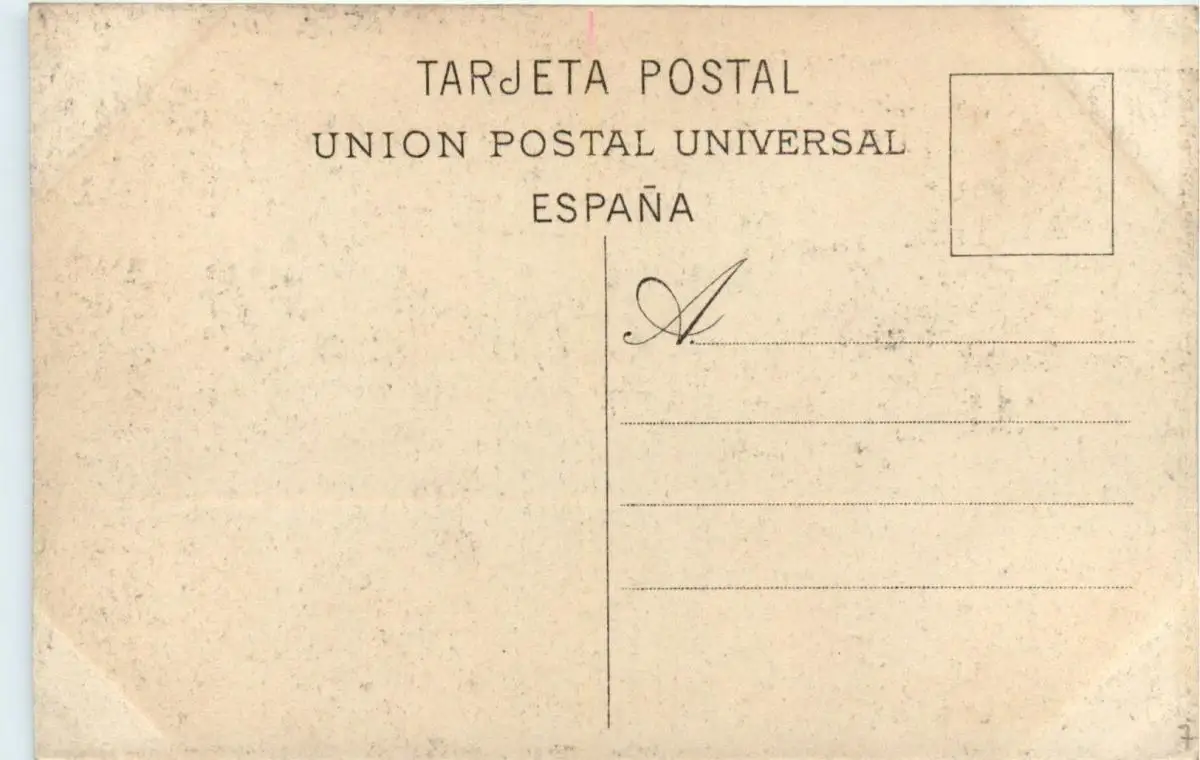 TARJETA POSTAL
UNION POSTAL UNIVERSAL
ESPAÑA
A